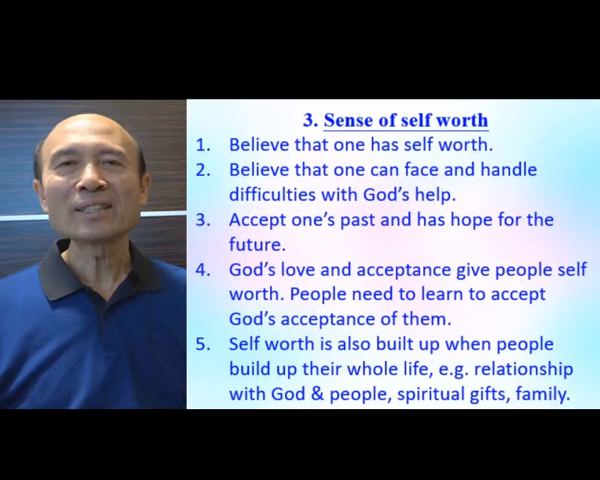 3. Sense of self worth
1. Believe that one has self worth.
2. Believe that one can face and handle
difficulties with God's help.
3. Accept one's past and has hope for the
future.
4. God's love and acceptance give people self
worth. People need to learn to accept
God's acceptance of them.
5. Self worth is also built up when people
build up their whole life, e.g. relationship
with God & people, spiritual gifts, family.